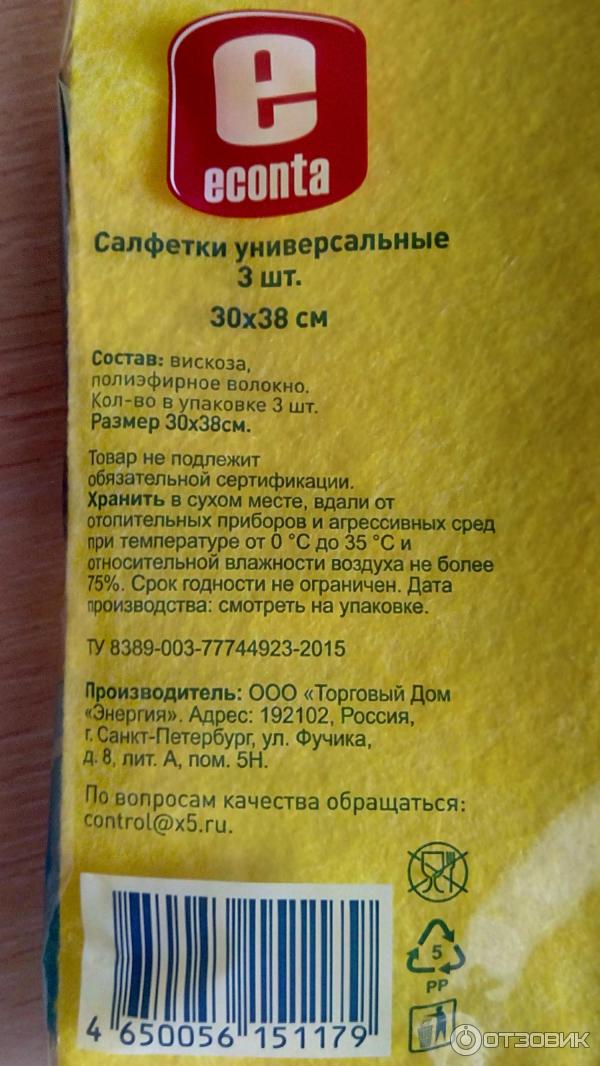 e
econta
Салфетки универсальные
3 шт.
30х38 см
Состав: вискоза,
полиэфирное волокно.
Кол-во в упаковке 3 шт.
Размер 30х38см.
Товар не подлежит
обязательной сертификации.
Хранить в сухом месте, вдали от
отопительных приборов и агрессивных сред
при температуре от 0 °С до 35 °С и
относительной влажности воздуха не более
75%. Срок годности не ограничен. Дата
производства: смотреть на упаковке.
ТУ 8389-003-77744923-2015
Производитель: ООО «Торговый Дом
«Энергия». Адрес: 192102, Россия,
г. Санкт-Петербург, ул. Фучика,
д. 8, лит. А, пом. 5Н.
По вопросам качества обращаться:
control@x5.ru.
5
PP
4 650056 151179
ОТЗОВИК